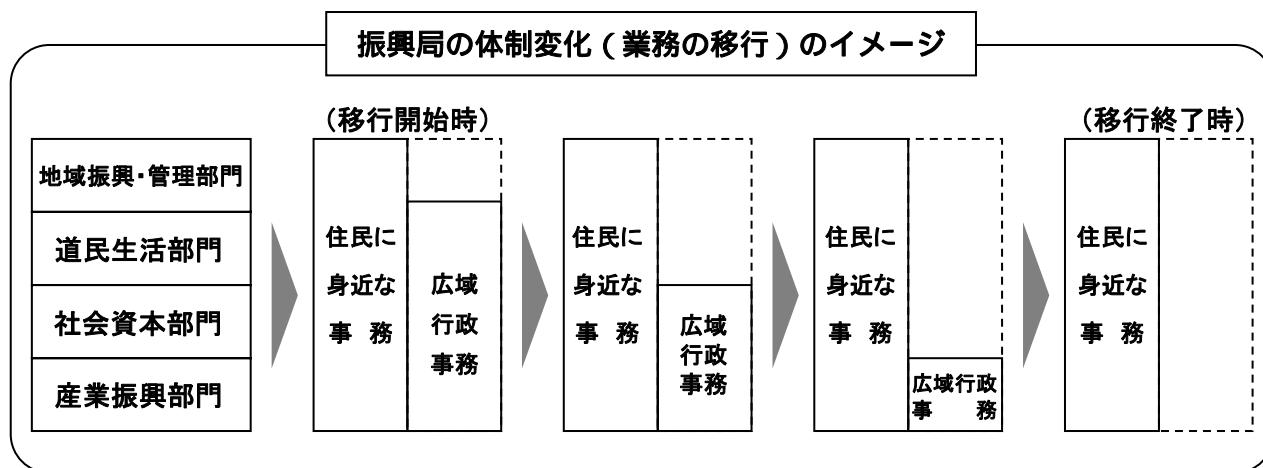 振興局の体制変化（業務の移行）のイメージ
（移行開始時）
（移行終了時）
地域振興・管理部門
道民生活部門
社会資本部門
産業振興部門
住民に
身近な
事　務
広域
行政
事務
住民に
身近な
事　務
広域
行政
事務
住民に
身近な
事　務
広域行政
事　　務
住民に
身近な
事　務